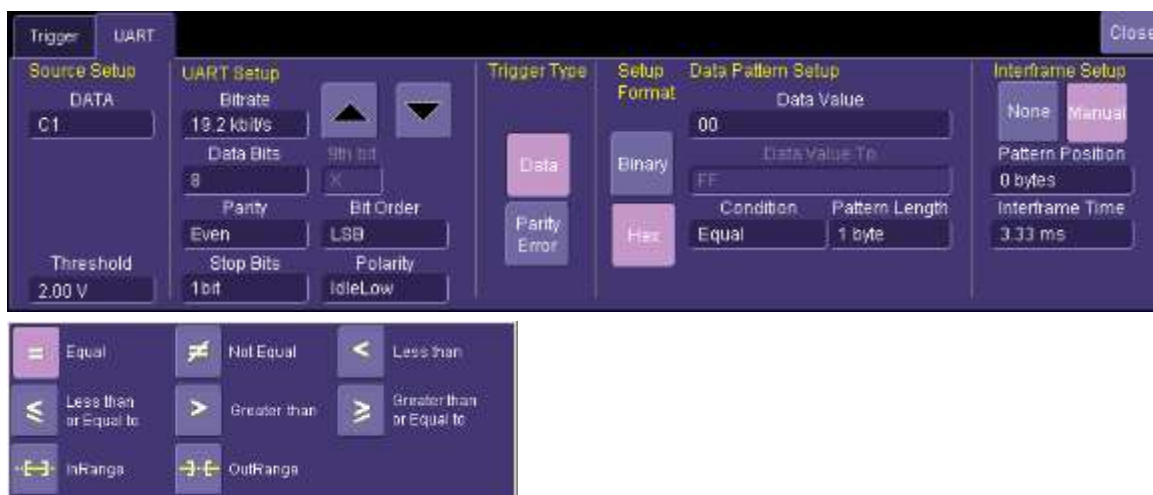 Trigger UART Close
Source Setup UART Setup Trigger Type Setup Format Data Pattern Setup Interframe Setup
DATA
C1
Threshold
2.00 V
Bitrate
19.2 kbit/s
Data Bits 9th bit
8 X
Parity Bit Order
Even LSB
Stop Bits Polarity
1bit IdleLow
Data
Parity Error
Binary
Hex
Data Value
00
Data Value To
FF
Condition Pattern Length
Equal 1 byte
None Manual
Pattern Position
0 bytes
Interframe Time
3.33 ms
= Equal ≠ Not Equal < Less than
≤ Less than or Equal to > Greater than ≥ Greater than or Equal to
InRange OutRange